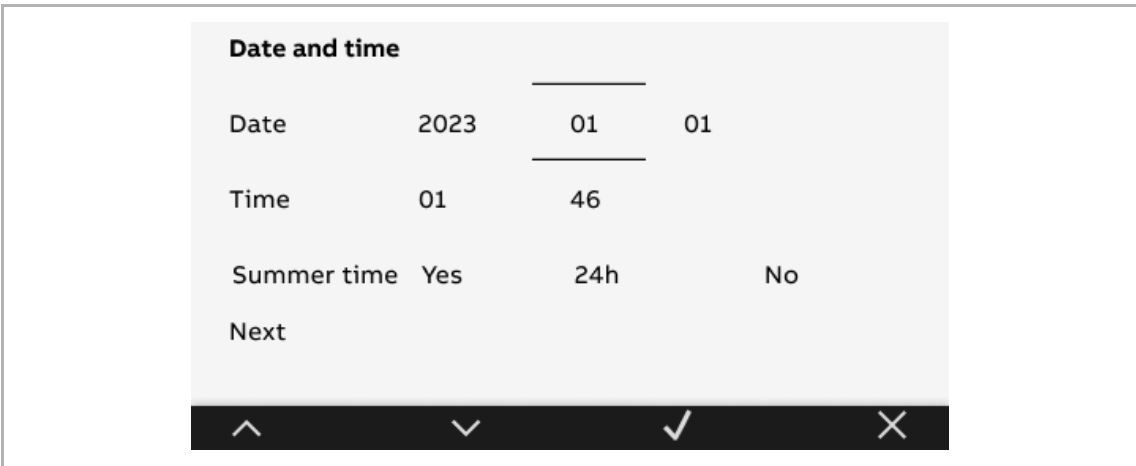 Date and time
Date 2023 01 01
Time 01 46
Summer time Yes 24h No
Next